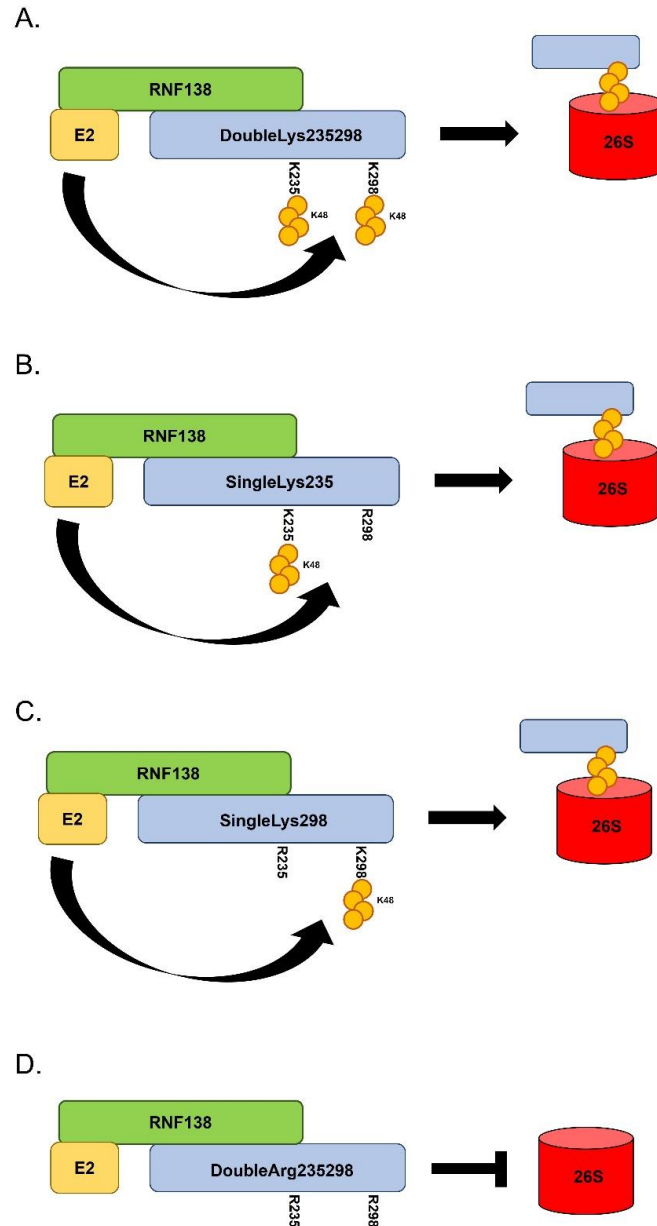 A.
RNF138
E2
DoubleLys235298
26S
K235
K48
K298
K48
B.
RNF138
E2
SingleLys235
26S
K235
K48
R298
C.
RNF138
E2
SingleLys298
26S
R235
K298
K48
D.
RNF138
E2
DoubleArg235298
26S
R235
R298